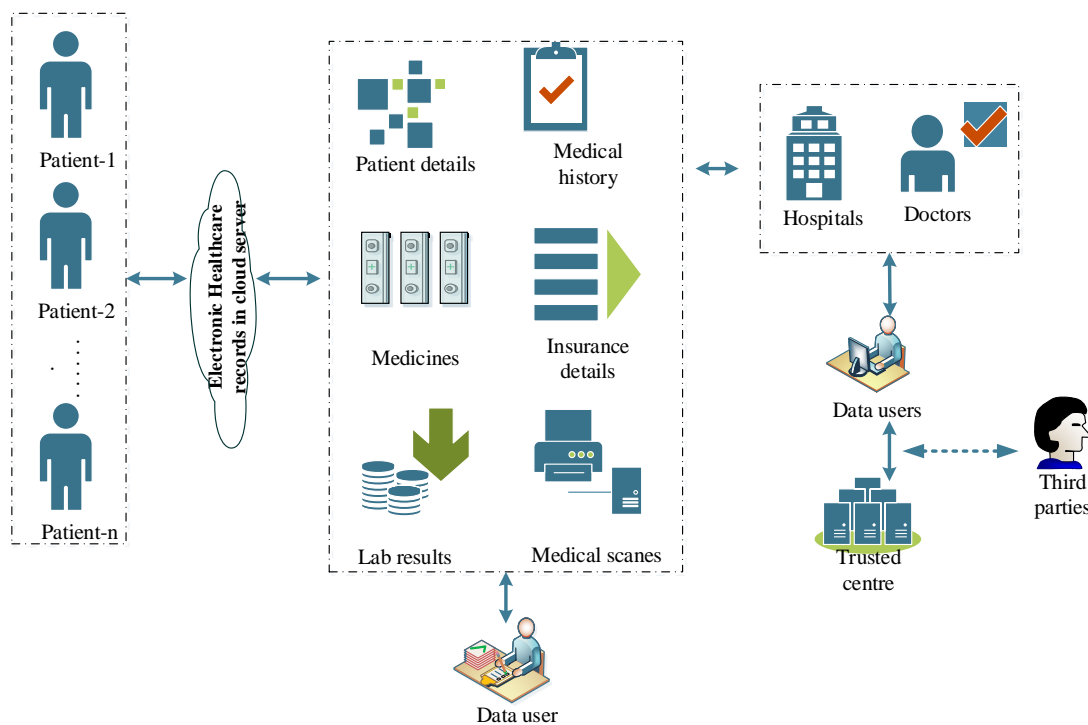 Patient-1
Patient-2
Patient-n
Electronic Healthcare
records in cloud server
Patient details
Medical
history
Medicines
Insurance
details
Lab results
Medical scanes
Data user
Hospitals
Doctors
Data users
Third
parties
Trusted
centre